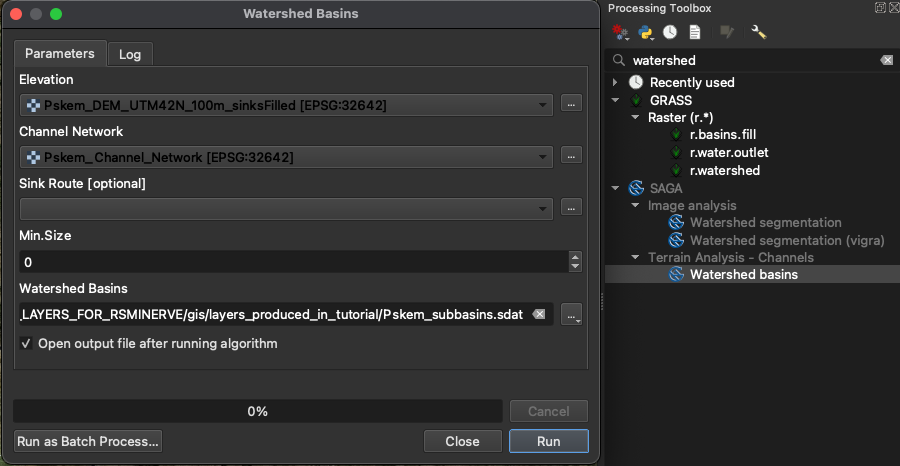 Watershed Basins
Parameters
Log
Elevation
Pskem_DEM_UTM42N_100m_sinksFilled [EPSG:32642]
...
Channel Network
Pskem_Channel_Network [EPSG:32642]
...
Sink Route [optional]
...
Min.Size
0
Watershed Basins
_LAYERS_FOR_RSMINERVE/gis/layers_produced_in_tutorial/Pskem_subbasins.sdat
...
Open output file after running algorithm
0%
Cancel
Run as Batch Process...
Close
Run
Processing Toolbox
watershed
Recently used
GRASS
Raster (r.*)
r.basins.fill
r.water.outlet
r.watershed
SAGA
Image analysis
Watershed segmentation
Watershed segmentation (vigra)
Terrain Analysis - Channels
Watershed basins